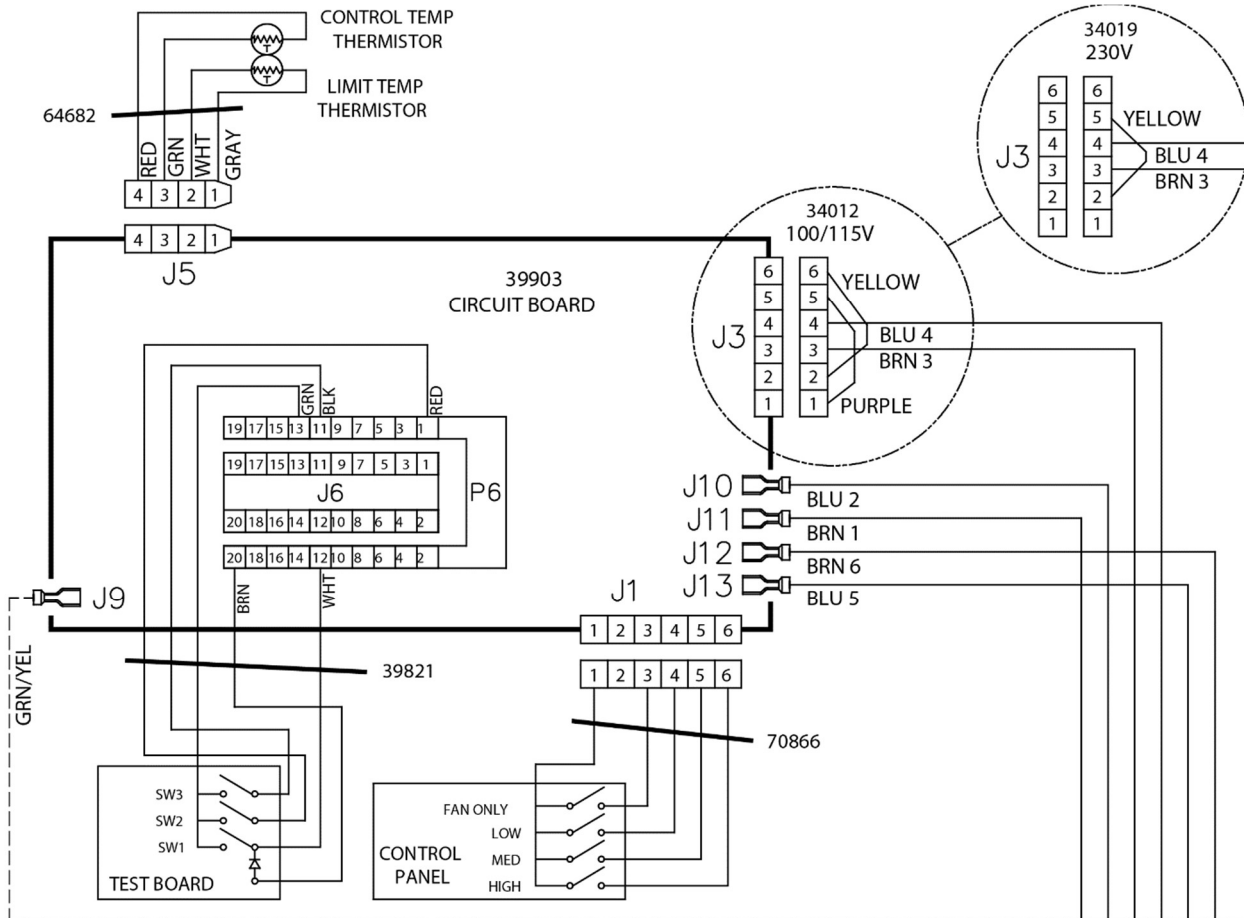 CONTROL TEMP
THERMISTOR
LIMIT TEMP
THERMISTOR
64682
RED
GRN
WHT
GRAY
4 3 2 1
4 3 2 1
J5
39903
CIRCUIT BOARD
34019
230V
6 6
5 5
4 4
3 3
2 2
1 1
J3
YELLOW
BLU 4
BRN 3
34012
100/115V
6 6
5 5
4 4
3 3
2 2
1 1
J3
YELLOW
BLU 4
BRN 3
PURPLE
GRN
BLK
RED
19 17 15 13 11 9 7 5 3 1
19 17 15 13 11 9 7 5 3 1
J6
P6
20 18 16 14 12 10 8 6 4 2
20 18 16 14 12 10 8 6 4 2
BRN
WHT
J10
BLU 2
J11
BRN 1
J12
BRN 6
J13
BLU 5
J9
GRN/YEL
J1
1 2 3 4 5 6
1 2 3 4 5 6
39821
70866
SW3
SW2
SW1
TEST BOARD
FAN ONLY
LOW
MED
HIGH
CONTROL
PANEL